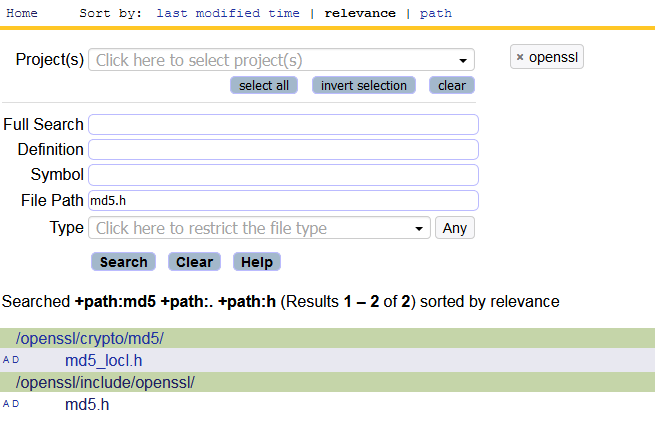 Home Sort by: last modified time | relevance | path
Project(s) Click here to select project(s) × openssl
select all invert selection clear
Full Search
Definition
Symbol
File Path md5.h
Type Click here to restrict the file type Any
Search Clear Help
Searched +path:md5 +path:. +path:h (Results 1 – 2 of 2) sorted by relevance
/openssl/crypto/md5/
A D md5_locl.h
/openssl/include/openssl/
A D md5.h